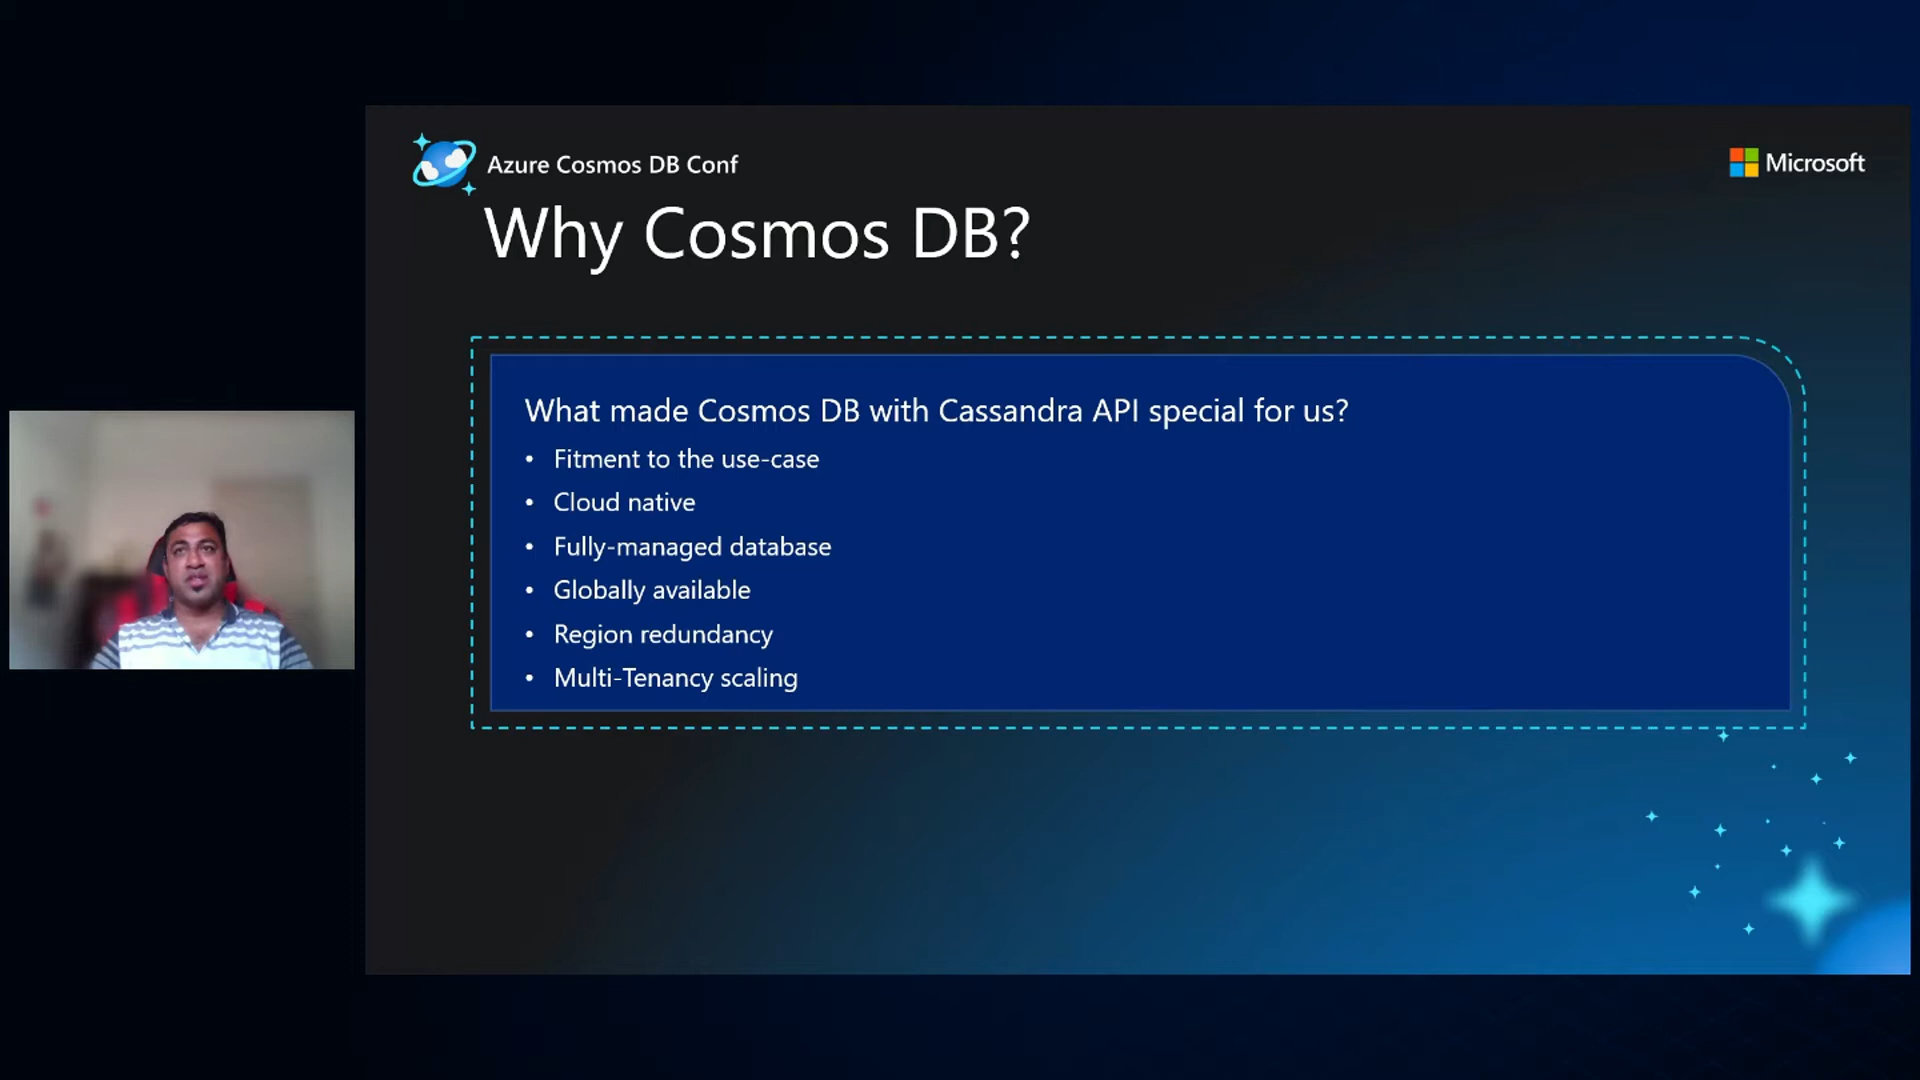 Azure Cosmos DB Conf
Microsoft
Why Cosmos DB?
What made Cosmos DB with Cassandra API special for us?
• Fitment to the use-case
• Cloud native
• Fully-managed database
• Globally available
• Region redundancy
• Multi-Tenancy scaling